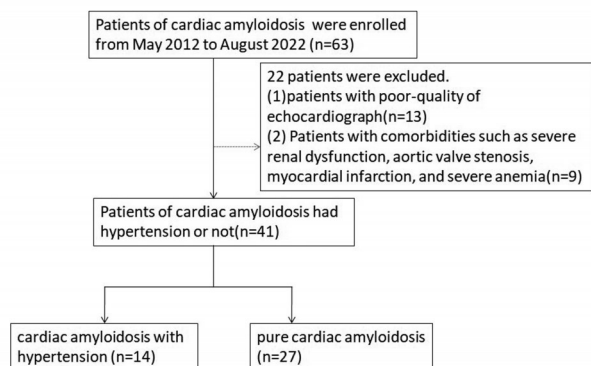 Patients of cardiac amyloidosis were enrolled
from May 2012 to August 2022 (n=63)
22 patients were excluded.
(1)patients with poor-quality of
echocardiograph(n=13)
(2) Patients with comorbidities such as severe
renal dysfunction, aortic valve stenosis,
myocardial infarction, and severe anemia(n=9)
Patients of cardiac amyloidosis had
hypertension or not(n=41)
cardiac amyloidosis with
hypertension (n=14)
pure cardiac amyloidosis
(n=27)